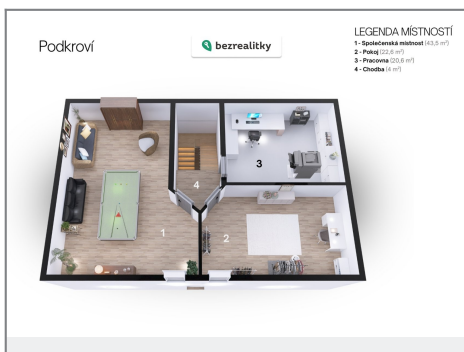 Podkroví
bezrealitky
LEGENDA MÍSTNOSTÍ
1 - Společenská místnost (43,5 m²)
2 - Pokoj (22,6 m²)
3 - Pracovna (20,6 m²)
4 - Chodba (4 m²)
3
4
1
2